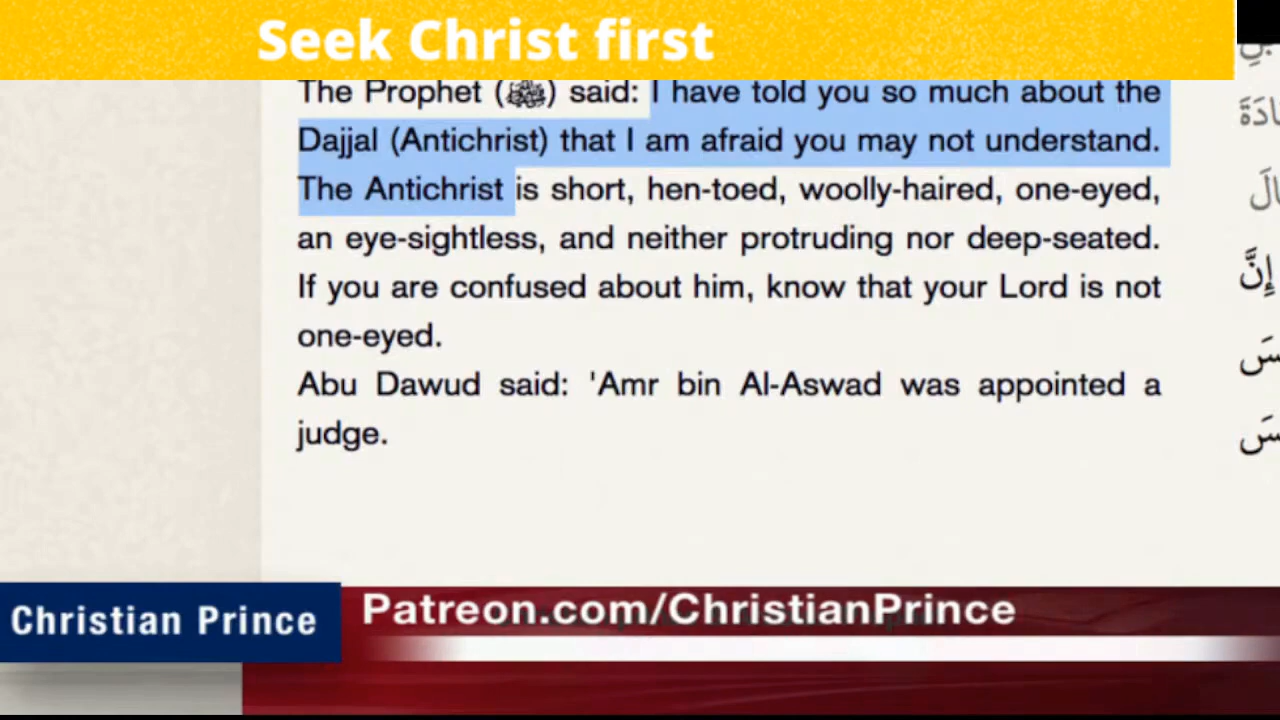 Seek Christ first
The Prophet (ﷺ) said: I have told you so much about the
Dajjal (Antichrist) that I am afraid you may not understand.
The Antichrist is short, hen-toed, woolly-haired, one-eyed,
an eye-sightless, and neither protruding nor deep-seated.
If you are confused about him, know that your Lord is not
one-eyed.
Abu Dawud said: 'Amr bin Al-Aswad was appointed a
judge.
إِنَّ
Christian Prince
Patreon.com/ChristianPrince